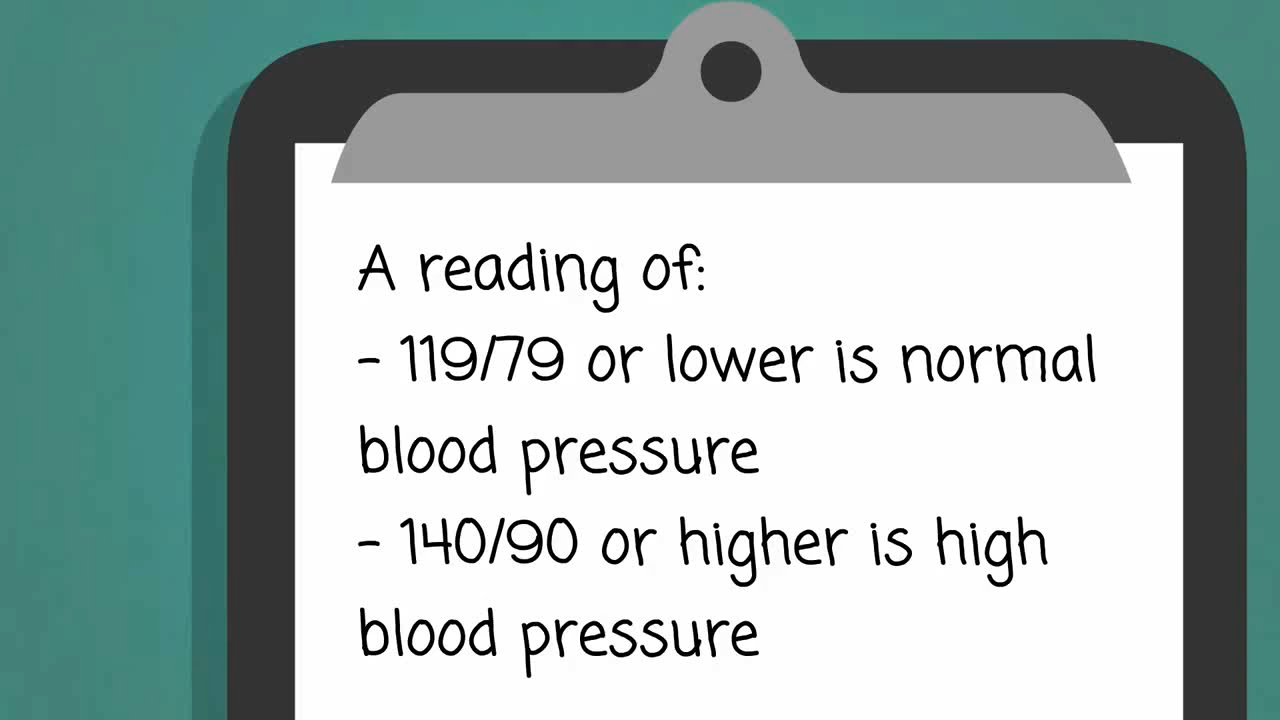 A reading of:
- 119/79 or lower is normal
blood pressure
- 140/90 or higher is high
blood pressure